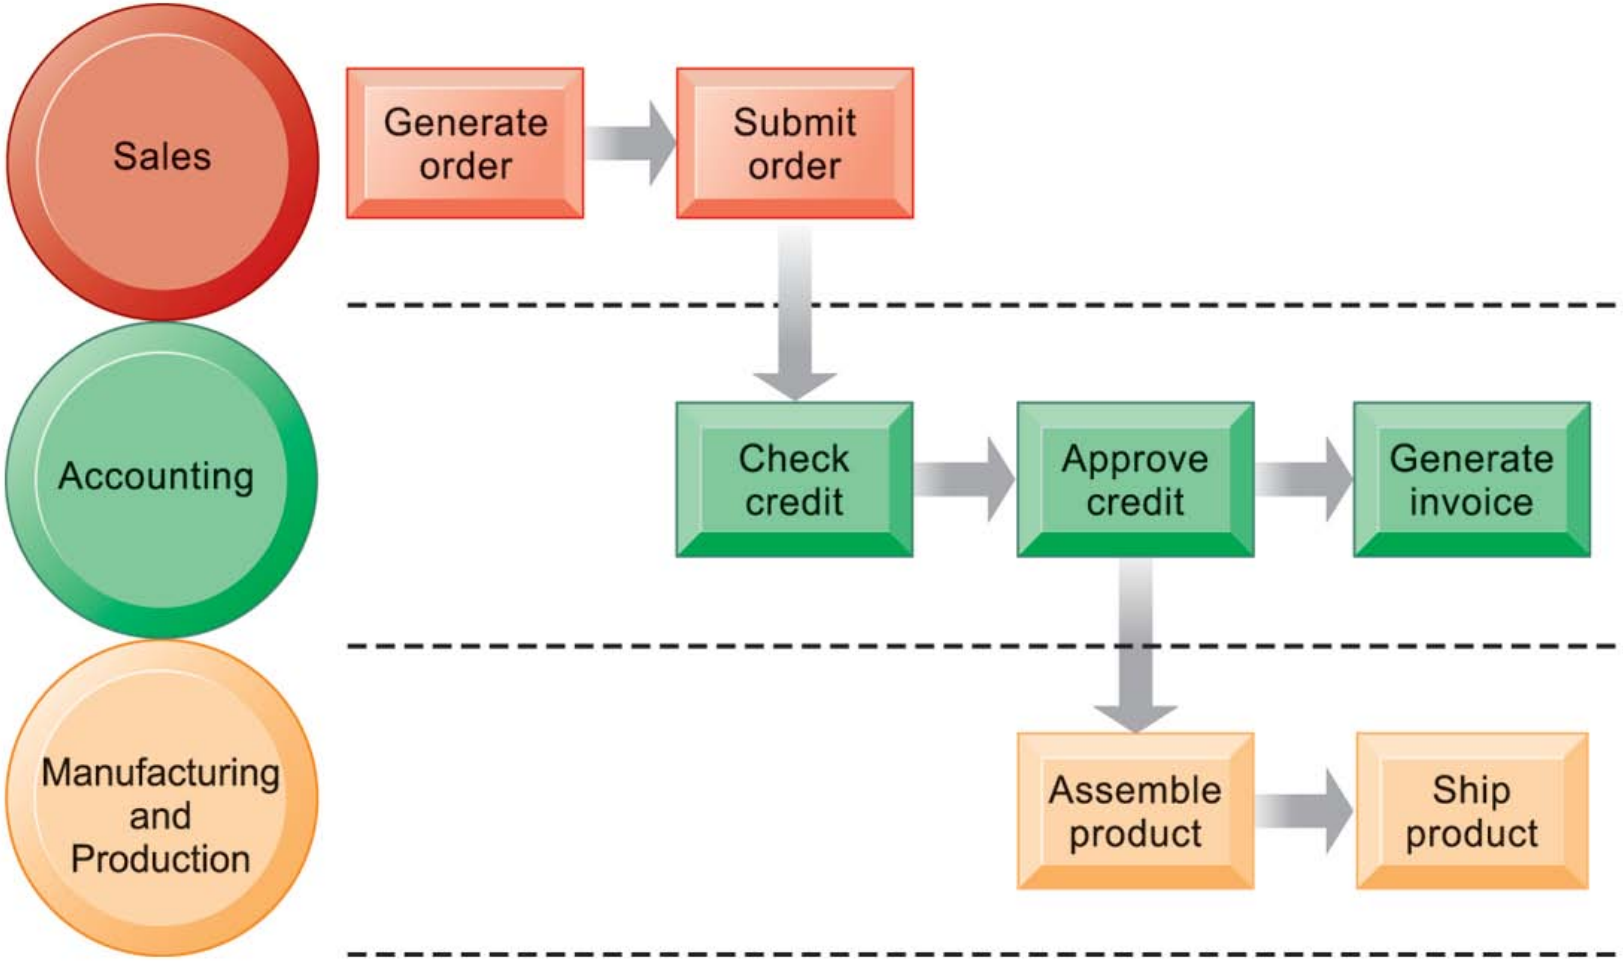 Sales
Generate
order
Submit
order
Accounting
Check
credit
Approve
credit
Generate
invoice
Manufacturing
and
Production
Assemble
product
Ship
product